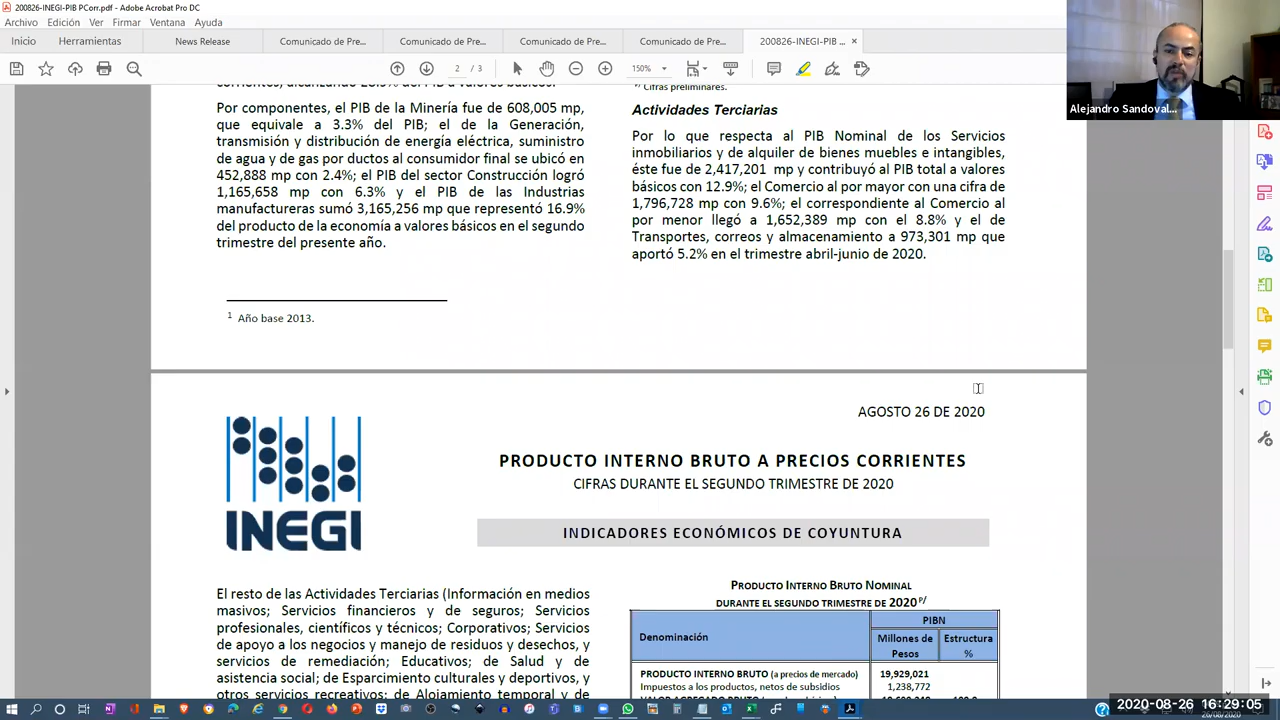 200826-INEGI-PIB PCorr.pdf - Adobe Acrobat Pro DC
Archivo Edición Ver Firmar Ventana Ayuda
Inicio Herramientas News Release Comunicado de Pre... Comunicado de Pre... Comunicado de Pre... Comunicado de Pre... 200826-INEGI-PIB ... ×
2 / 3 150%
Alejandro Sandoval...
Por componentes, el PIB de la Minería fue de 608,005 mp,
que equivale a 3.3% del PIB; el de la Generación,
transmisión y distribución de energía eléctrica, suministro
de agua y de gas por ductos al consumidor final se ubicó en
452,888 mp con 2.4%; el PIB del sector Construcción logró
1,165,658 mp con 6.3% y el PIB de las Industrias
manufactureras sumó 3,165,256 mp que representó 16.9%
del producto de la economía a valores básicos en el segundo
trimestre del presente año.
1 Año base 2013.
p/ Cifras preliminares.
Actividades Terciarias
Por lo que respecta al PIB Nominal de los Servicios
inmobiliarios y de alquiler de bienes muebles e intangibles,
éste fue de 2,417,201 mp y contribuyó al PIB total a valores
básicos con 12.9%; el Comercio al por mayor con una cifra de
1,796,728 mp con 9.6%; el correspondiente al Comercio al
por menor llegó a 1,652,389 mp con el 8.8% y el de
Transportes, correos y almacenamiento a 973,301 mp que
aportó 5.2% en el trimestre abril-junio de 2020.
AGOSTO 26 DE 2020
INEGI
PRODUCTO INTERNO BRUTO A PRECIOS CORRIENTES
CIFRAS DURANTE EL SEGUNDO TRIMESTRE DE 2020
INDICADORES ECONÓMICOS DE COYUNTURA
El resto de las Actividades Terciarias (Información en medios
masivos; Servicios financieros y de seguros; Servicios
profesionales, científicos y técnicos; Corporativos; Servicios
de apoyo a los negocios y manejo de residuos y desechos, y
servicios de remediación; Educativos; de Salud y de
asistencia social; de Esparcimiento culturales y deportivos, y
otros servicios recreativos; de Alojamiento temporal y de
PRODUCTO INTERNO BRUTO NOMINAL
DURANTE EL SEGUNDO TRIMESTRE DE 2020 p/
Denominación PIBN
Millones de Pesos Estructura %
PRODUCTO INTERNO BRUTO (a precios de mercado) 19,929,021
Impuestos a los productos, netos de subsidios 1,238,772
2020-08-26 16:29:05
26/08/2020